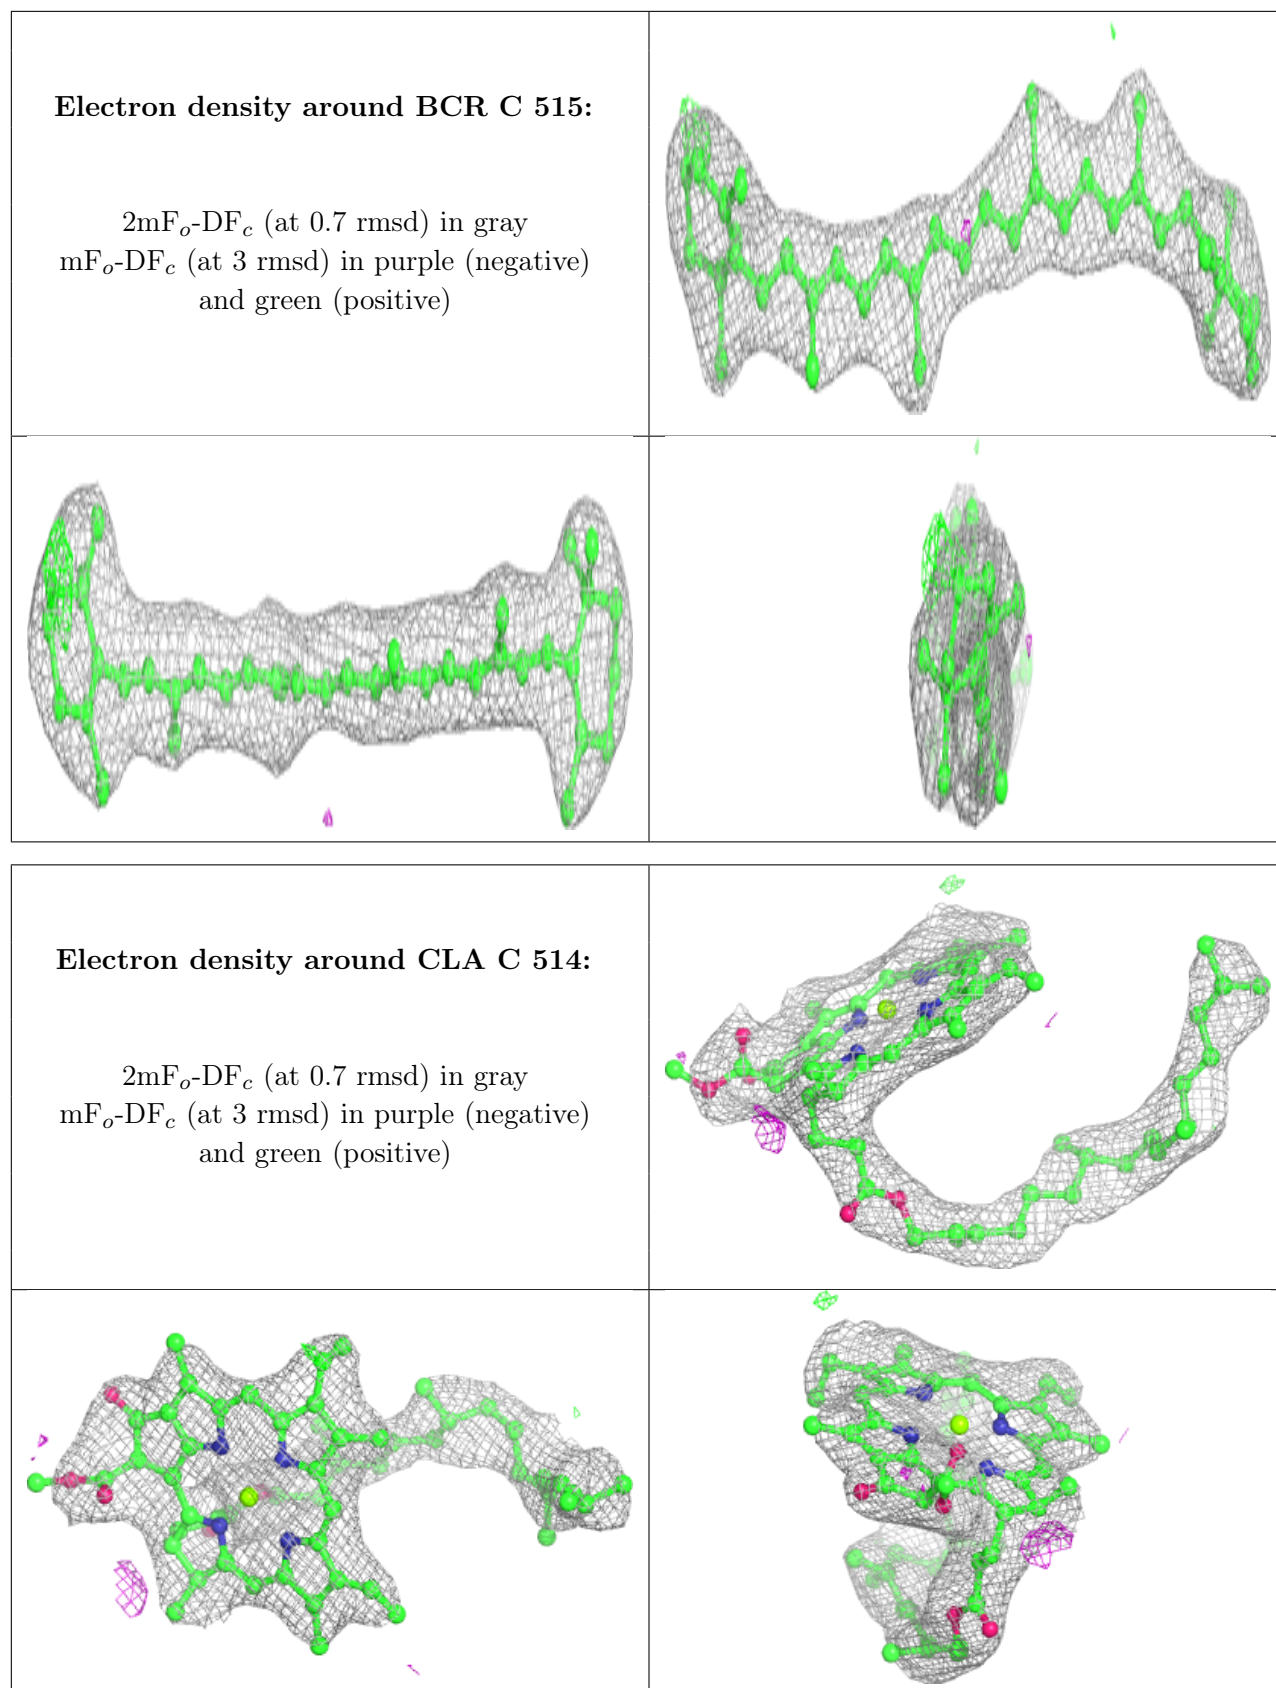 Electron density around BCR C 515:
2mFₒ-DF𝒸 (at 0.7 rmsd) in gray
mFₒ-DF𝒸 (at 3 rmsd) in purple (negative)
and green (positive)
Electron density around CLA C 514:
2mFₒ-DF𝒸 (at 0.7 rmsd) in gray
mFₒ-DF𝒸 (at 3 rmsd) in purple (negative)
and green (positive)